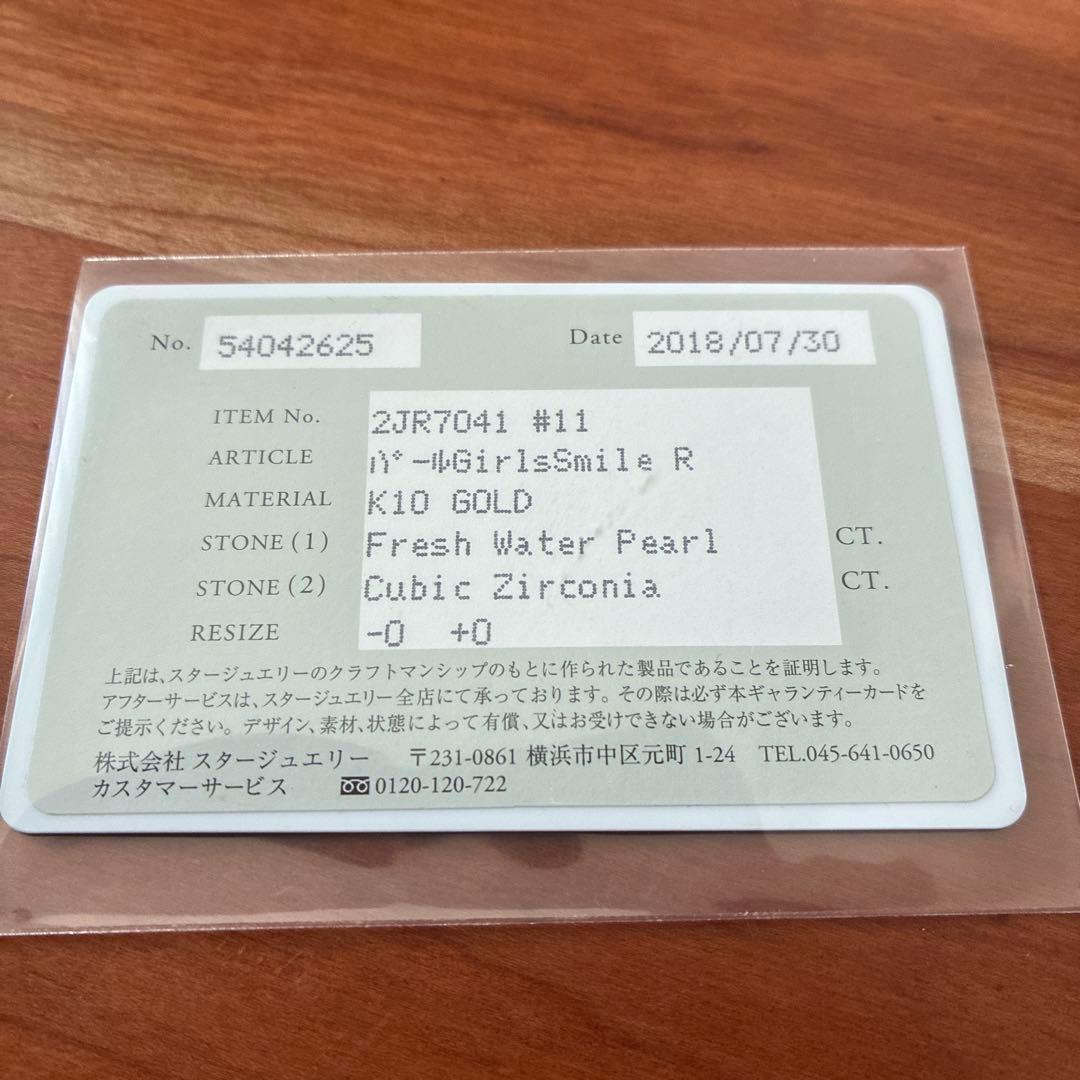 No. 54042625 Date 2018/07/30
ITEM No. 2JR7041 #11
ARTICLE パールGirlsSmile R
MATERIAL K10 GOLD
STONE (1) Fresh Water Pearl CT.
STONE (2) Cubic Zirconia CT.
RESIZE -0 +0
上記は、スタージュエリーのクラフトマンシップのもとに作られた製品であることを証明します。
アフターサービスは、スタージュエリー全店にて承っております。その際は必ず本ギャランティーカードを
ご提示ください。デザイン、素材、状態によって有償、又はお受けできない場合がございます。
株式会社 スタージュエリー 〒231-0861 横浜市中区元町 1-24 TEL.045-641-0650
カスタマーサービス 0120-120-722